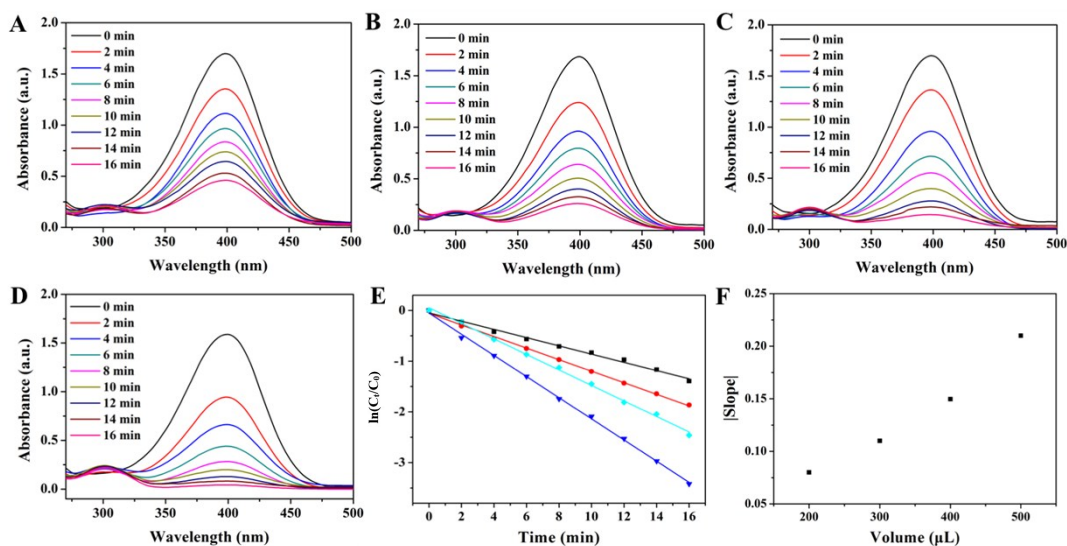 A
Absorbance (a.u.)
2.0
1.5
1.0
0.5
0.0
0 min
2 min
4 min
6 min
8 min
10 min
12 min
14 min
16 min
300 350 400 450 500
Wavelength (nm)
B
Absorbance (a.u.)
2.0
1.5
1.0
0.5
0.0
0 min
2 min
4 min
6 min
8 min
10 min
12 min
14 min
16 min
300 350 400 450 500
Wavelength (nm)
C
Absorbance (a.u.)
2.0
1.5
1.0
0.5
0.0
0 min
2 min
4 min
6 min
8 min
10 min
12 min
14 min
16 min
300 350 400 450 500
Wavelength (nm)
D
Absorbance (a.u.)
2.0
1.5
1.0
0.5
0.0
0 min
2 min
4 min
6 min
8 min
10 min
12 min
14 min
16 min
300 350 400 450 500
Wavelength (nm)
E
ln(Cₜ/C₀)
0
-1
-2
-3
0 2 4 6 8 10 12 14 16
Time (min)
F
|Slope|
0.25
0.20
0.15
0.10
0.05
200 300 400 500
Volume (µL)